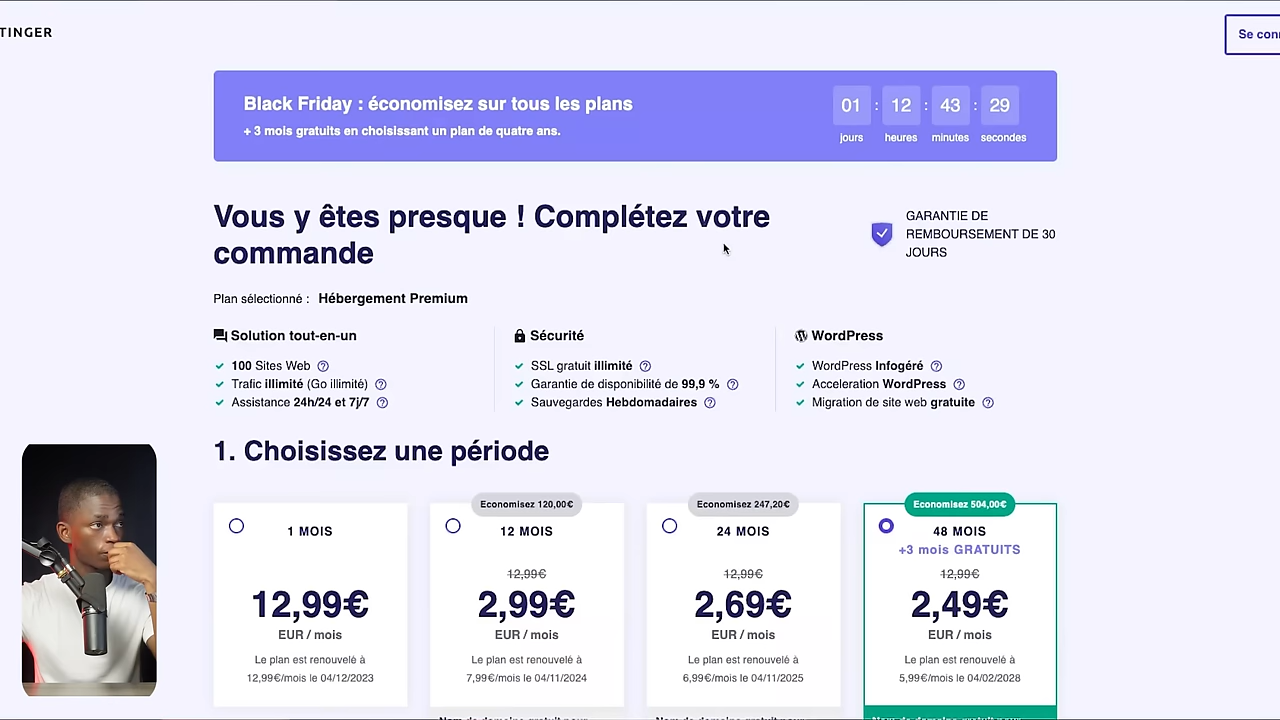 TINGER
Se con
Black Friday : économisez sur tous les plans
+ 3 mois gratuits en choisissant un plan de quatre ans.
01 : 12 : 43 : 29
jours heures minutes secondes
Vous y êtes presque ! Complétez votre
commande
GARANTIE DE
REMBOURSEMENT DE 30
JOURS
Plan sélectionné : Hébergement Premium
Solution tout-en-un
100 Sites Web
Trafic illimité (Go illimité)
Assistance 24h/24 et 7j/7
Sécurité
SSL gratuit illimité
Garantie de disponibilité de 99,9 %
Sauvegardes Hebdomadaires
WordPress
WordPress Infogéré
Acceleration WordPress
Migration de site web gratuite
1. Choisissez une période
1 MOIS
12,99€
EUR / mois
Le plan est renouvelé à
12,99€/mois le 04/12/2023
Economisez 120,00€
12 MOIS
12,99€
2,99€
EUR / mois
Le plan est renouvelé à
7,99€/mois le 04/11/2024
Economisez 247,20€
24 MOIS
12,99€
2,69€
EUR / mois
Le plan est renouvelé à
6,99€/mois le 04/11/2025
Economisez 504,00€
48 MOIS
+3 mois GRATUITS
12,99€
2,49€
EUR / mois
Le plan est renouvelé à
5,99€/mois le 04/02/2028